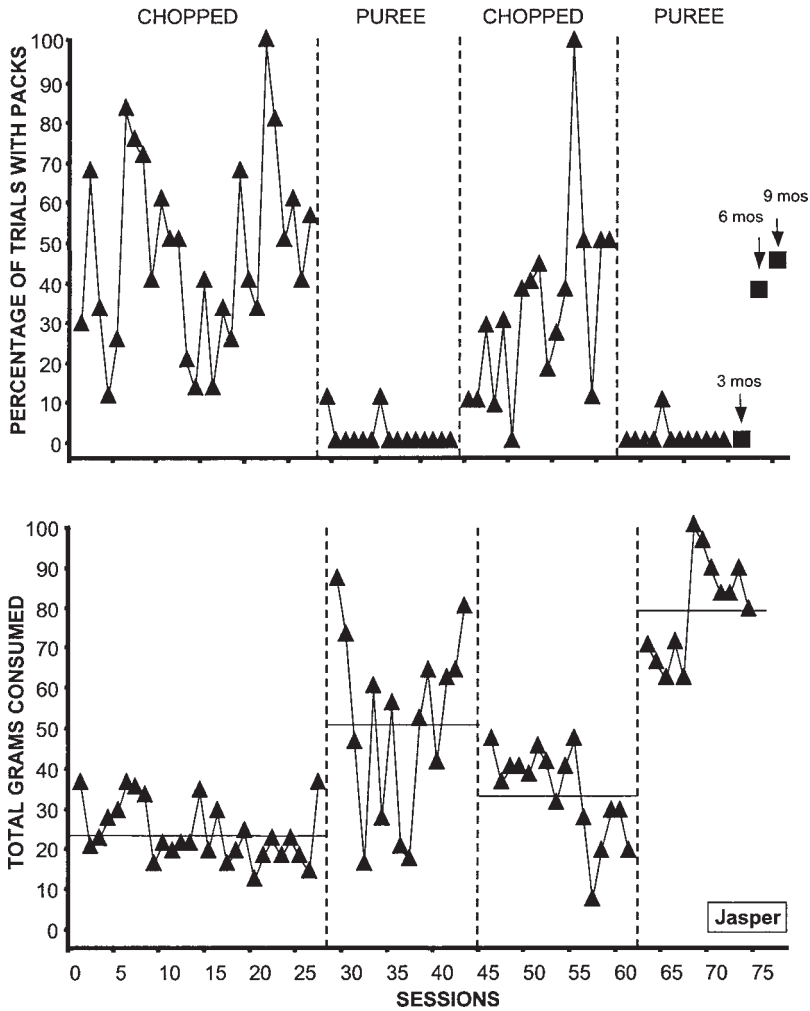 CHOPPED PUREE CHOPPED PUREE
PERCENTAGE OF TRIALS WITH PACKS
100
90
80
70
60
50
40
30
20
10
0
9 mos
6 mos
3 mos
TOTAL GRAMS CONSUMED
100
90
80
70
60
50
40
30
20
10
0
Jasper
0 5 10 15 20 25 30 35 40 45 50 55 60 65 70 75
SESSIONS